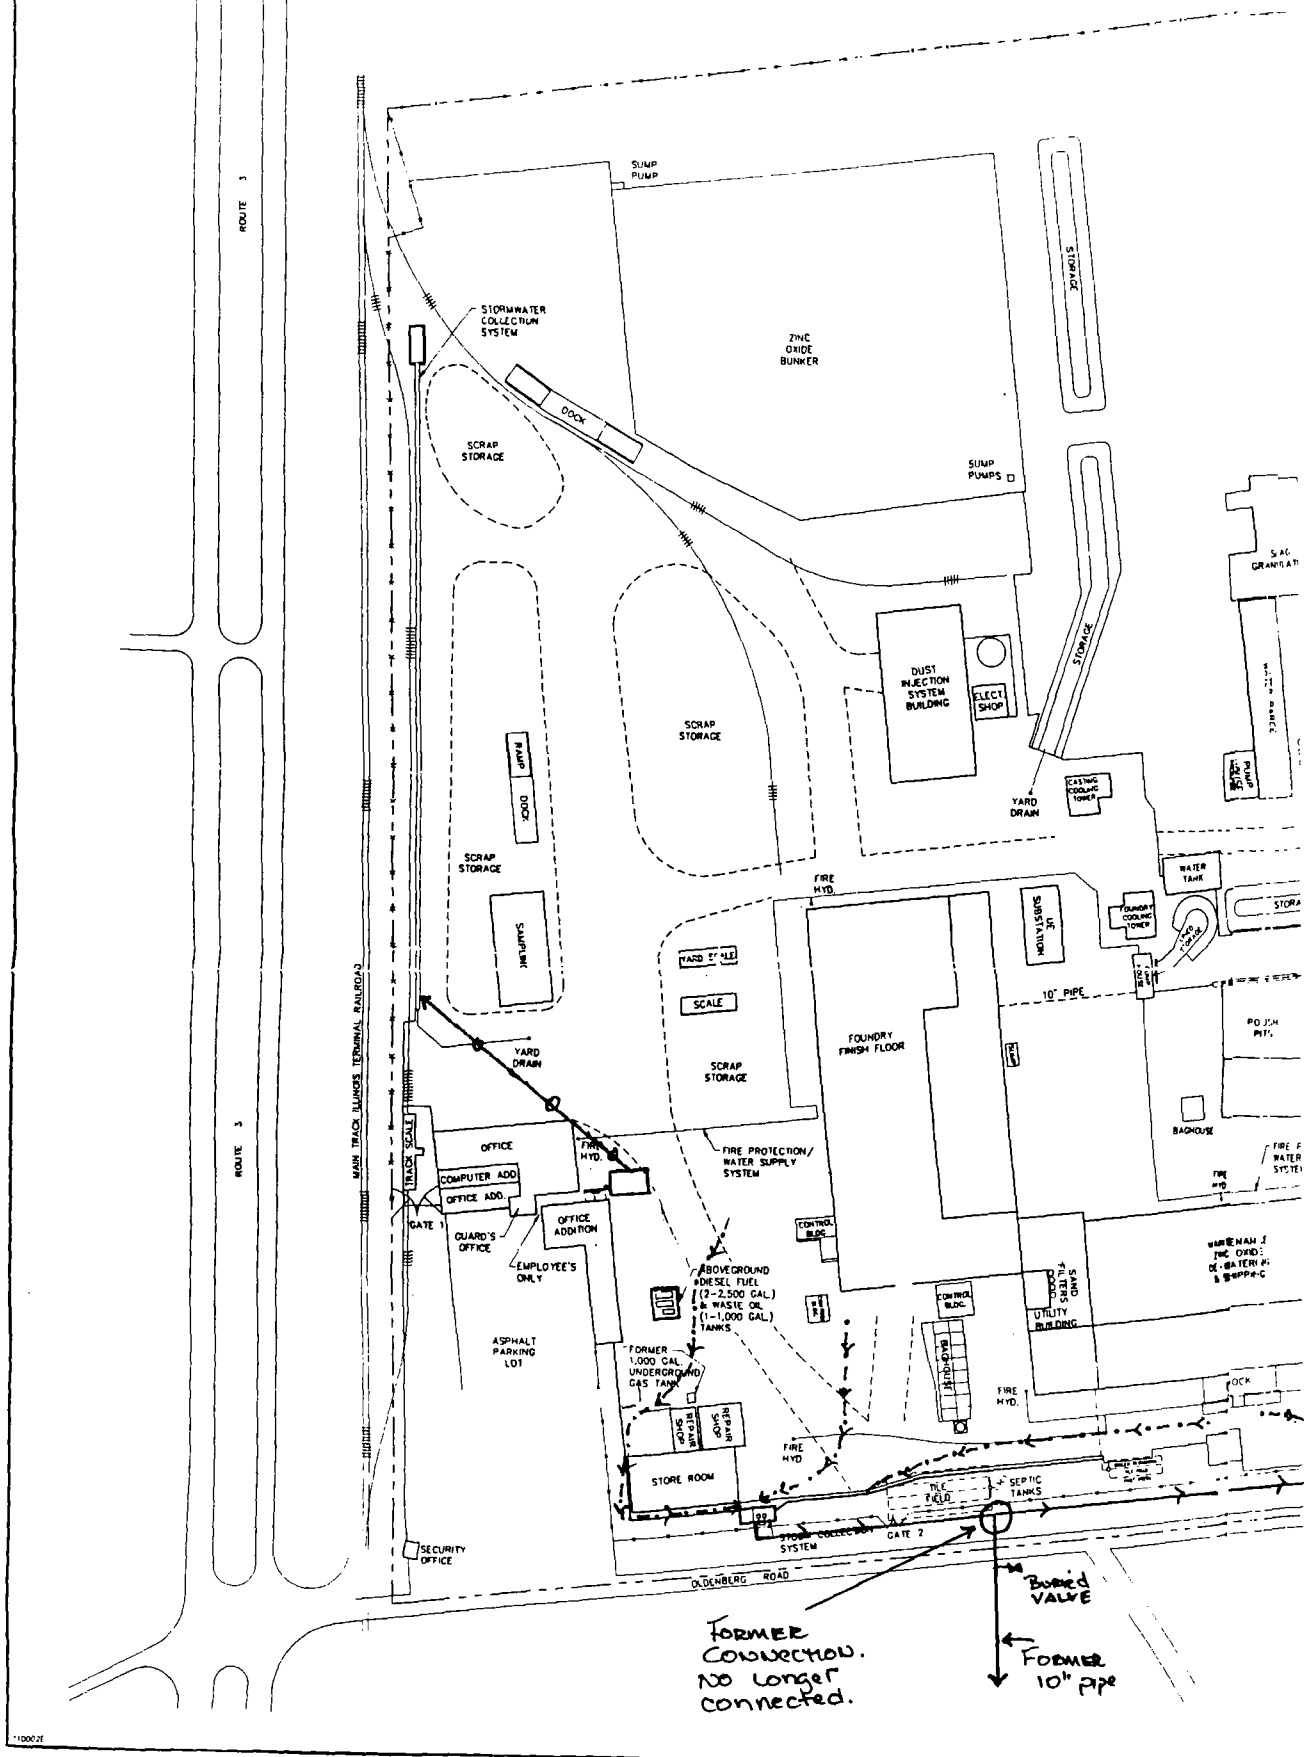 ROUTE 3
SUMP
PUMP
STORAGE
STORMWATER
COLLECTION
SYSTEM
ZINC
OXIDE
BUNKER
DOCK
SCRAP
STORAGE
SUMP
PUMPS
SLAG
STORAGE
DUST
INJECTION
SYSTEM
BUILDING
ELECT.
SHOP
SCRAP
STORAGE
RAMP
DOCK
CASTING
COOLING
TOWER
PUMP
HOUSE
YARD
DRAIN
SCRAP
STORAGE
FIRE
HYD.
WATER
TANK
UE
SUBSTATION
FOUNDRY
COOLING
TOWER
SAMPLING
YARD SCALE
SCALE
10" PIPE
MAIN TRACK ILLINOIS TERMINAL RAILROAD
FOUNDRY
FINISH FLOOR
YARD
DRAIN
SCRAP
STORAGE
BAGHOUSE
ROUTE 3
TRACK SCALE
OFFICE
FIRE
HYD.
FIRE PROTECTION/
WATER SUPPLY
SYSTEM
COMPUTER ADD
OFFICE ADD.
FIRE
HYD.
GATE 1
GUARD'S
OFFICE
OFFICE
ADDITION
CONTROL
BLDG.
EMPLOYEE'S
ONLY
ABOVEGROUND
DIESEL FUEL
(2-2,500 GAL.)
& WASTE OIL
(1-1,000 GAL.)
TANKS
CONTROL
BLDG.
SAND
FILTERS
UTILITY
BUILDING
ASPHALT
PARKING
LOT
FORMER
1,000 GAL.
UNDERGROUND
GAS TANK
BAGHOUSE
FIRE
HYD.
REPAIR
SHOP
REPAIR
SHOP
FIRE
HYD
STORE ROOM
TILE
FIELD
SEPTIC
TANKS
STORM COLLECTION
SYSTEM
GATE 2
SECURITY
OFFICE
OLDENBERG ROAD
Buried
VALVE
FORMER
CONNECTION.
NO Longer
connected.
FORMER
10" pipe